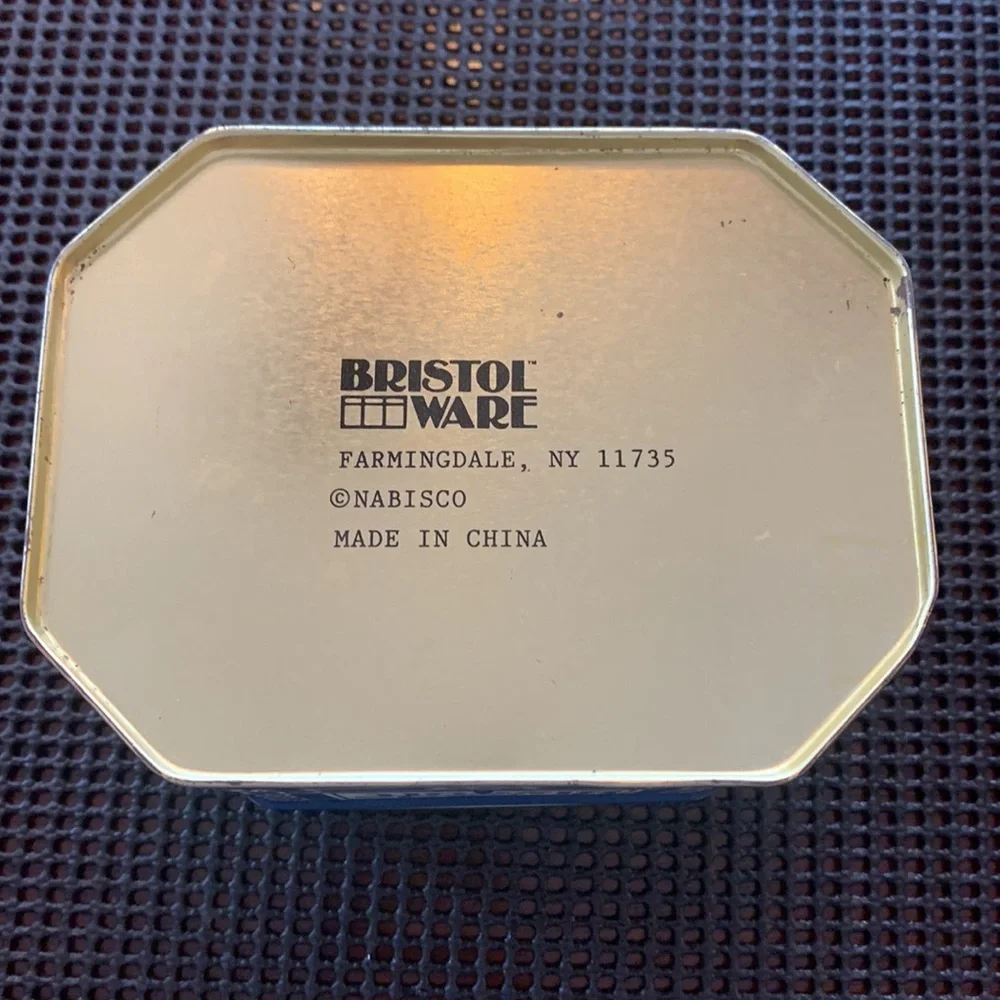 BRISTOL™
WARE
FARMINGDALE, NY 11735
©NABISCO
MADE IN CHINA